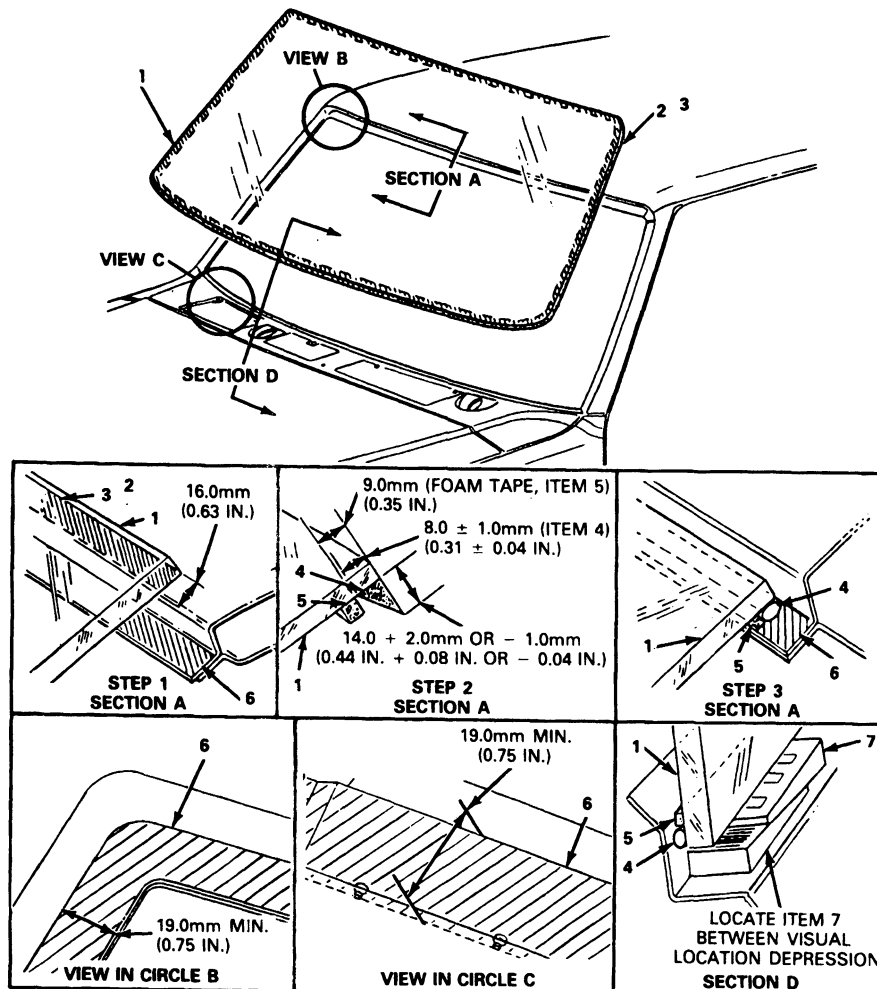 VIEW B
1
2 3
SECTION A
VIEW C
SECTION D
3 2
1
16.0mm
(0.63 IN.)
6
STEP 1
SECTION A
9.0mm (FOAM TAPE, ITEM 5)
(0.35 IN.)
8.0 ± 1.0mm (ITEM 4)
(0.31 ± 0.04 IN.)
4
5
14.0 + 2.0mm OR - 1.0mm
(0.44 IN. + 0.08 IN. OR - 0.04 IN.)
1
STEP 2
SECTION A
4
1
5
6
STEP 3
SECTION A
6
19.0mm MIN.
(0.75 IN.)
VIEW IN CIRCLE B
19.0mm MIN.
(0.75 IN.)
6
VIEW IN CIRCLE C
1
7
5
4
LOCATE ITEM 7
BETWEEN VISUAL
LOCATION DEPRESSION
SECTION D